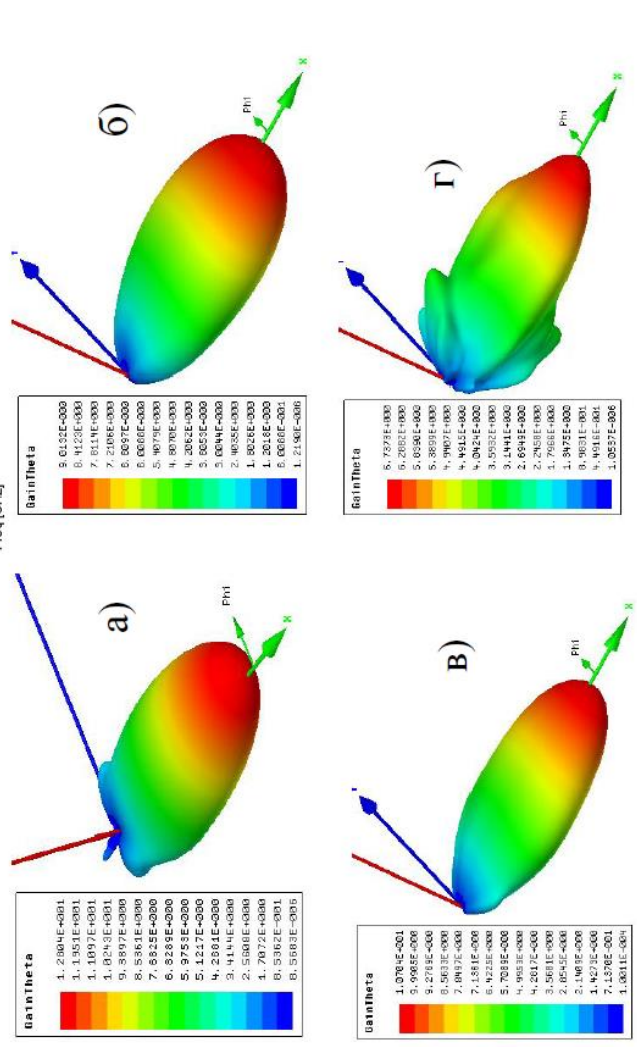 GainTheta
1.2804E+001
1.1951E+001
1.1097E+001
1.0243E+001
9.3897E+000
8.5361E+000
7.6825E+000
6.8289E+000
5.9753E+000
5.1217E+000
4.2681E+000
3.4144E+000
2.5608E+000
1.7072E+000
8.5362E-001
8.5683E-006
а)
Phi
x
GainTheta
9.0132E+000
8.4123E+000
7.8114E+000
7.2106E+000
6.6097E+000
6.0088E+000
5.4079E+000
4.8070E+000
4.2062E+000
3.6053E+000
3.0044E+000
2.4035E+000
1.8026E+000
1.2018E+000
6.0088E-001
1.2190E-006
б)
Phi
x
GainTheta
1.0704E+001
9.9905E+000
9.2769E+000
8.5633E+000
7.8497E+000
7.1361E+000
6.4225E+000
5.7089E+000
4.9953E+000
4.2817E+000
3.5681E+000
2.8545E+000
2.1409E+000
1.4273E+000
7.1370E-001
1.0011E-004
в)
Phi
x
GainTheta
6.7373E+000
6.2882E+000
5.8390E+000
5.3899E+000
4.9407E+000
4.4915E+000
4.0424E+000
3.5932E+000
3.1441E+000
2.6949E+000
2.2458E+000
1.7966E+000
1.3475E+000
8.9831E-001
4.4916E-001
1.0537E-006
г)
Phi
x